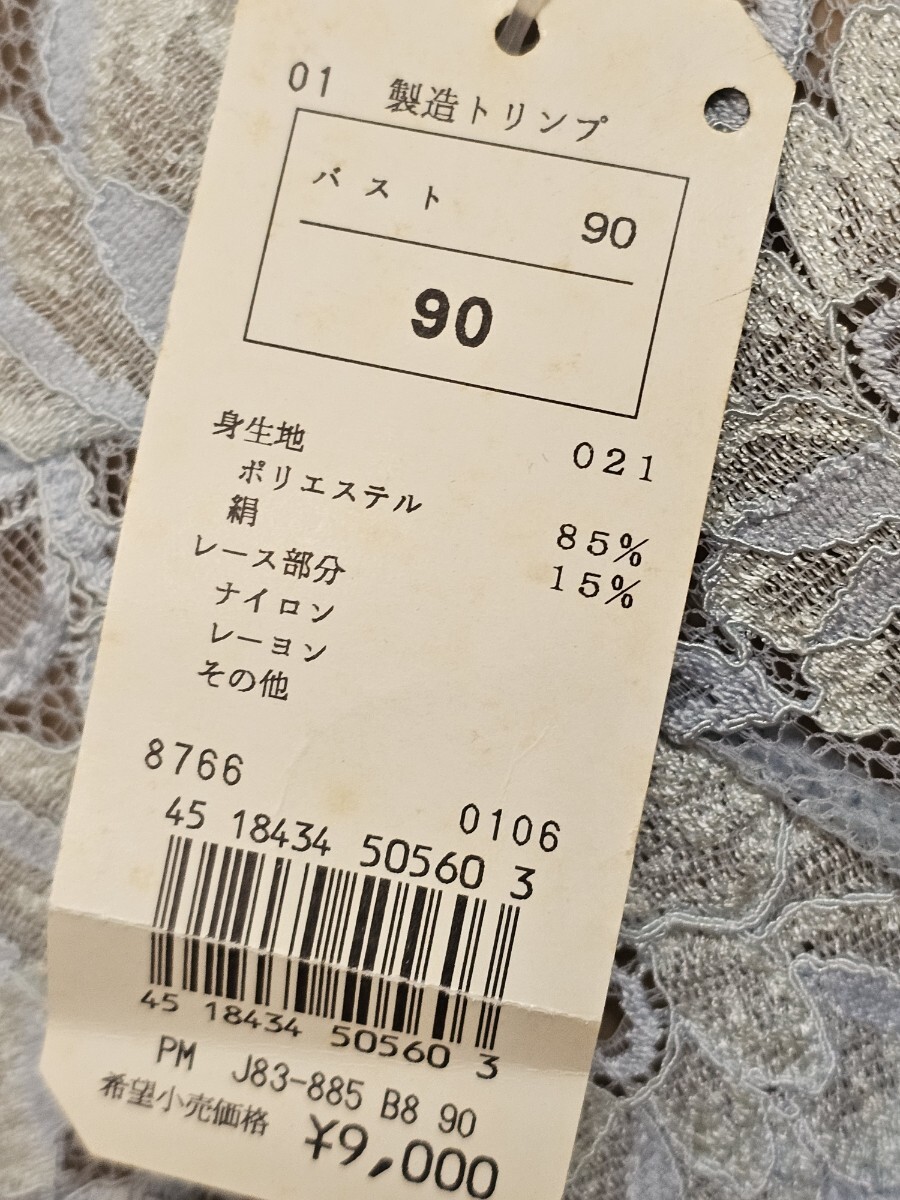 01 製造トリンプ
バスト 90
90
身生地 021
ポリエステル 85%
絹 15%
レース部分
ナイロン
レーヨン
その他
8766 0106
45 18434 50560 3
45 18434 50560 3
PM J83-885 B8 90
希望小売価格 ¥9,000